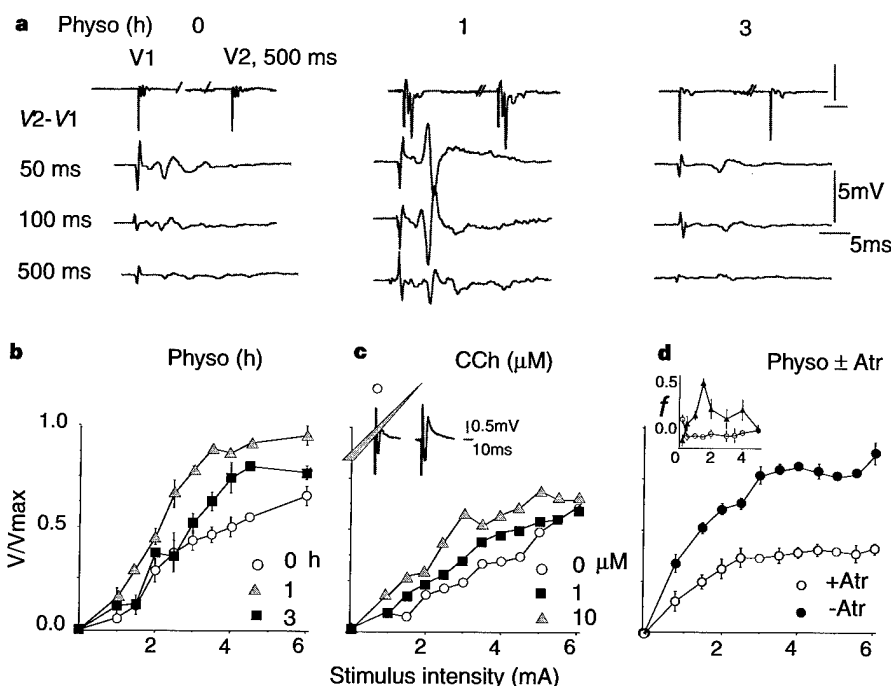 a Physo (h) 0 1 3
V1 V2, 500 ms
V2-V1
50 ms
100 ms
500 ms
5mV
5ms
b Physo (h)
V/Vmax
1.0
0.5
0.0
2 4 6
0 h
1
3
c CCh (μM)
0.5mV
10ms
2 4 6
0 μM
1
10
Stimulus intensity (mA)
d Physo ± Atr
f
0.5
0.0
0 2 4
+Atr
-Atr
2 4 6